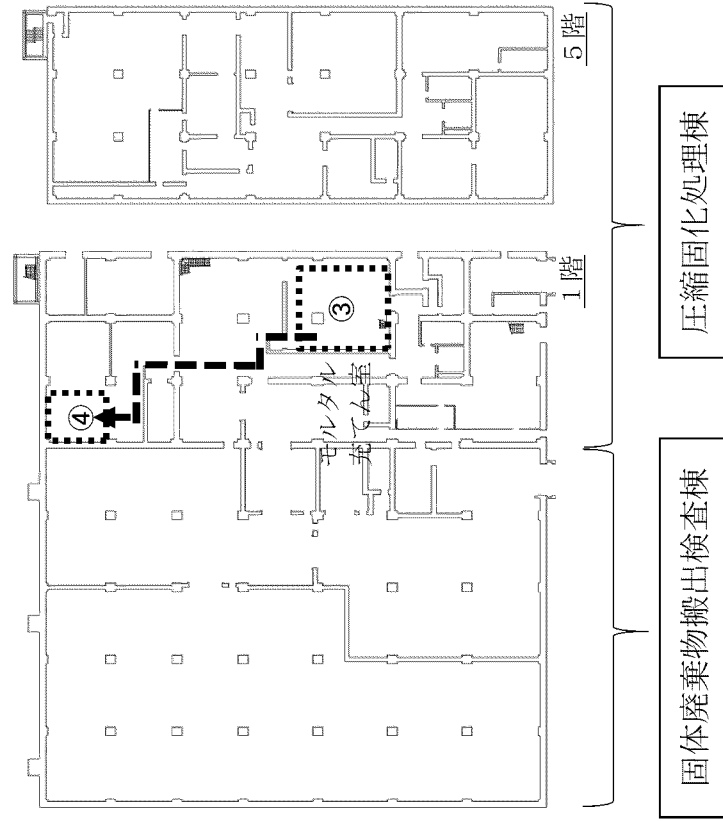 5階
1階
④
③
モルタル
充てん室
圧縮固化処理棟
固体廃棄物搬出検査棟